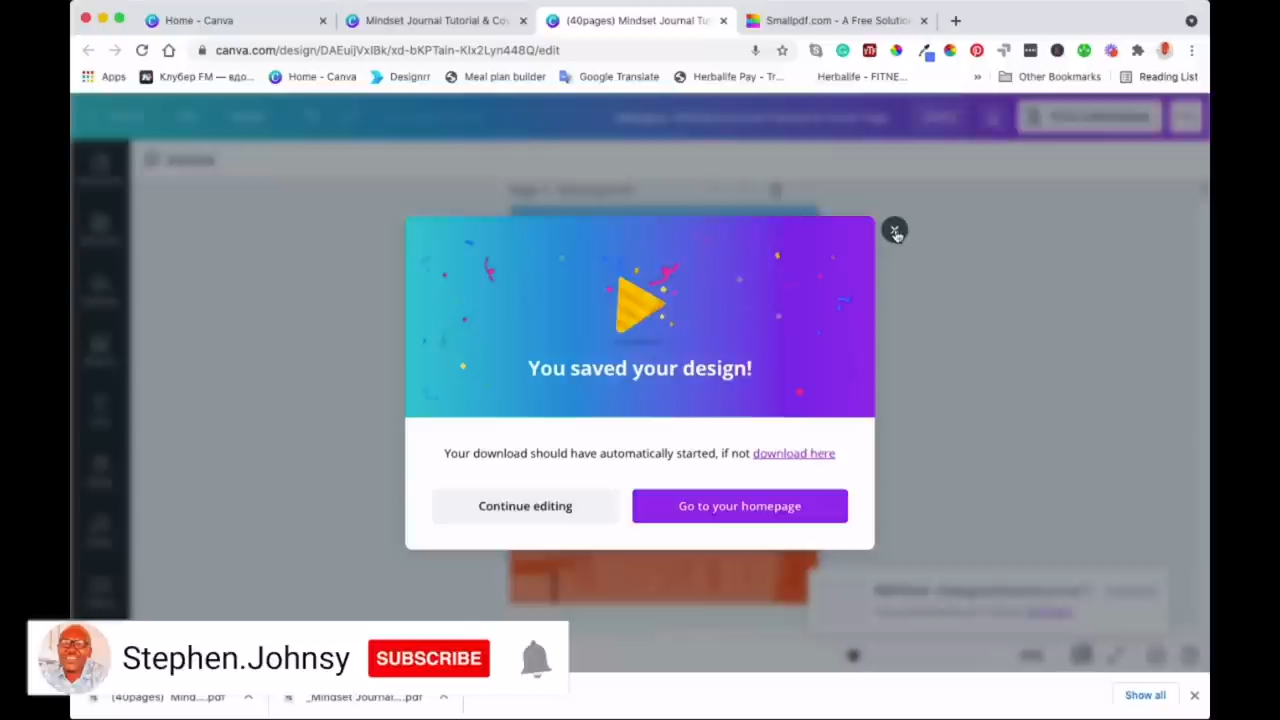 Home - Canva
Mindset Journal Tutorial & Co
(40pages) Mindset Journal Tu
Smallpdf.com - A Free Solutio
canva.com/design/DAEuijVxIBk/xd-bKPTain-Klx2Lyn448Q/edit
Apps
Клубер FM — вдо...
Home - Canva
Designrr
Meal plan builder
Google Translate
Herbalife Pay - Tr...
Herbalife - FITNE...
»
Other Bookmarks
Reading List
You saved your design!
Your download should have automatically started, if not download here
Continue editing
Go to your homepage
Stephen.Johnsy
SUBSCRIBE
(40pages) Mind....pdf
_Mindset Journal....pdf
Show all